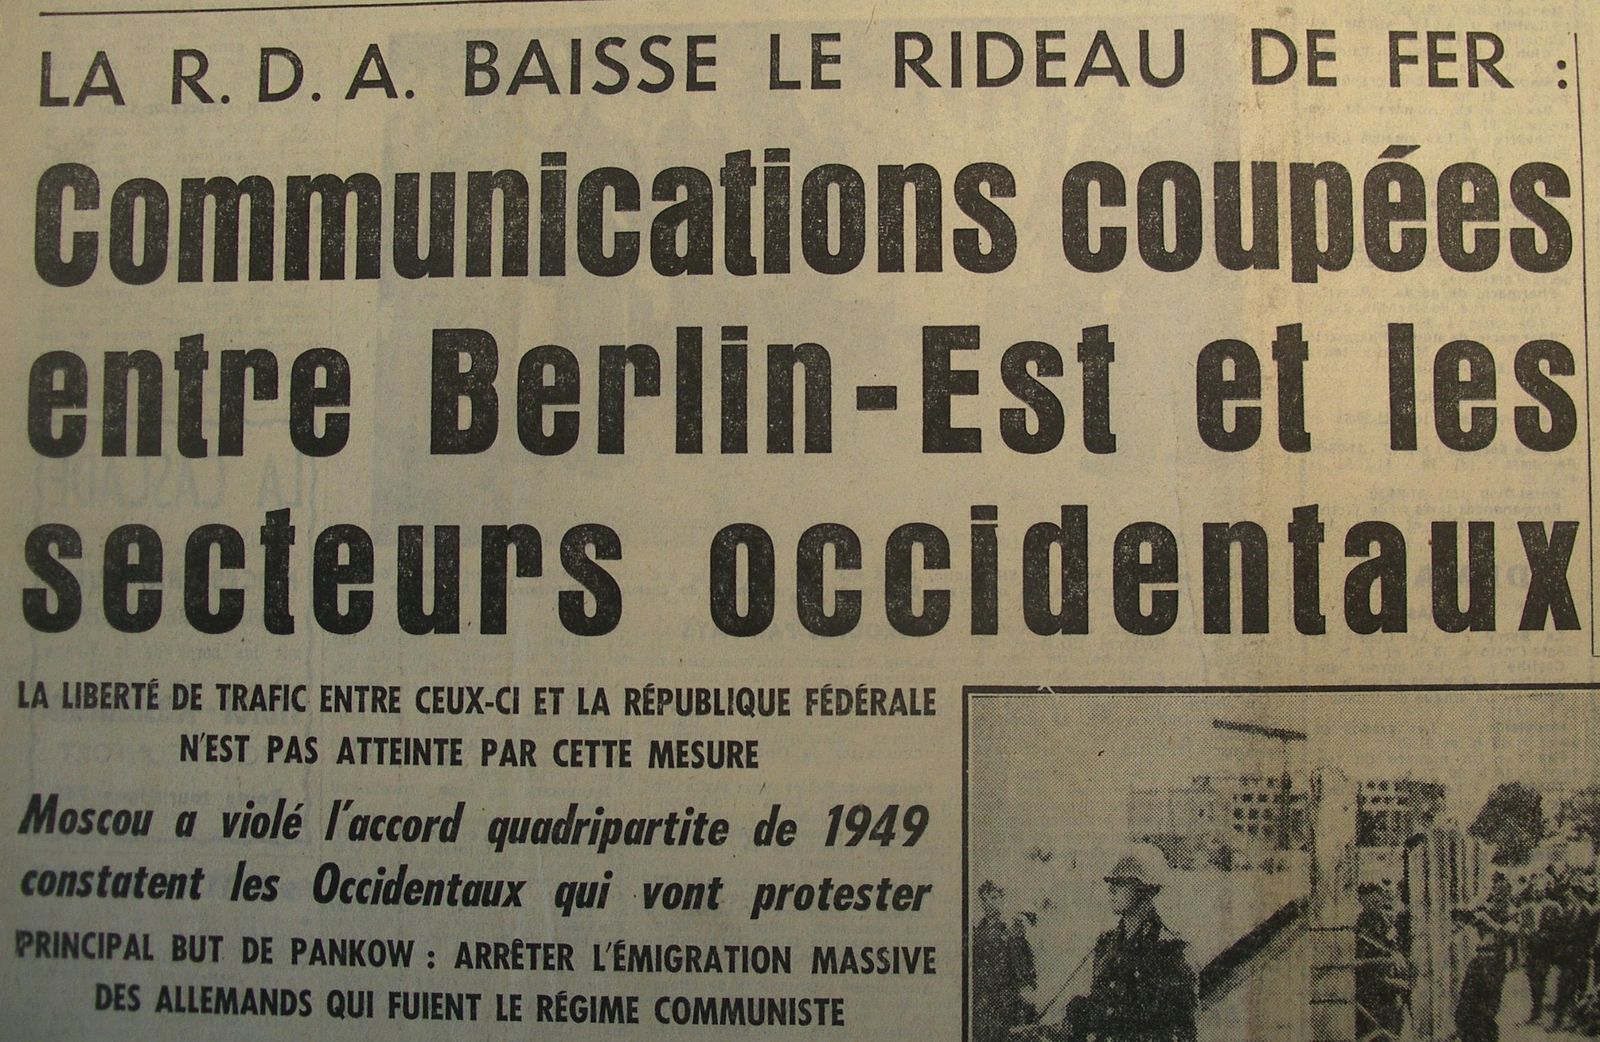 LA R. D. A. BAISSE LE RIDEAU DE FER :
Communications coupées
entre Berlin-Est et les
secteurs occidentaux
LA LIBERTÉ DE TRAFIC ENTRE CEUX-CI ET LA RÉPUBLIQUE FÉDÉRALE
N'EST PAS ATTEINTE PAR CETTE MESURE
Moscou a violé l'accord quadripartite de 1949
constatent les Occidentaux qui vont protester
PRINCIPAL BUT DE PANKOW : ARRÊTER L'ÉMIGRATION MASSIVE
DES ALLEMANDS QUI FUIENT LE RÉGIME COMMUNISTE